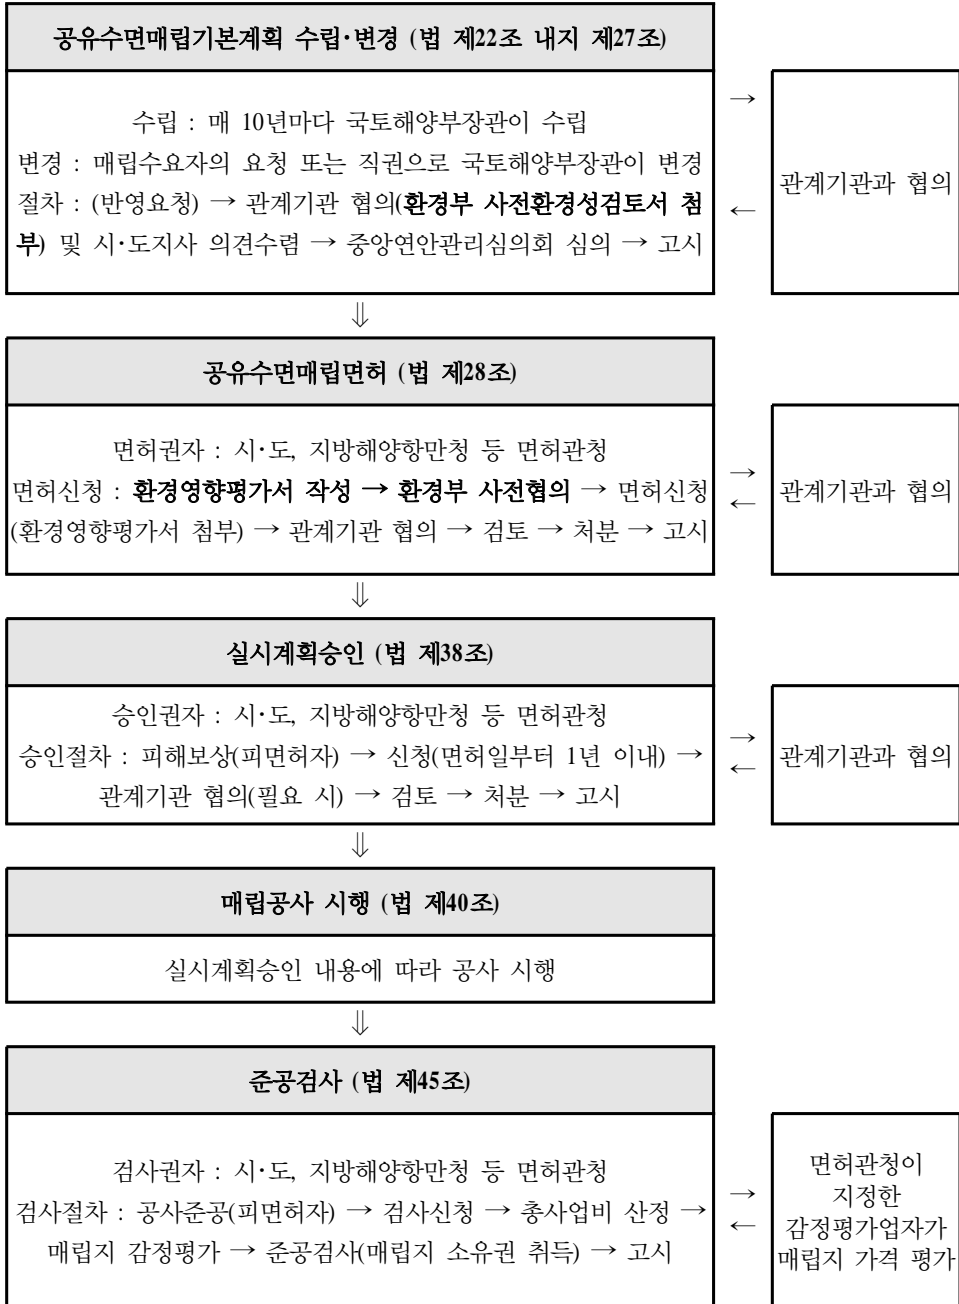 공유수면매립기본계획 수립·변경 (법 제22조 내지 제27조)
수립 : 매 10년마다 국토해양부장관이 수립
변경 : 매립수요자의 요청 또는 직권으로 국토해양부장관이 변경
절차 : (반영요청) → 관계기관 협의(환경부 사전환경성검토서 첨
부) 및 시·도지사 의견수렴 → 중앙연안관리심의회 심의 → 고시
→
←
관계기관과 협의
⇓
공유수면매립면허 (법 제28조)
면허권자 : 시·도, 지방해양항만청 등 면허관청
면허신청 : 환경영향평가서 작성 → 환경부 사전협의 → 면허신청
(환경영향평가서 첨부) → 관계기관 협의 → 검토 → 처분 → 고시
→
←
관계기관과 협의
⇓
실시계획승인 (법 제38조)
승인권자 : 시·도, 지방해양항만청 등 면허관청
승인절차 : 피해보상(피면허자) → 신청(면허일부터 1년 이내) →
관계기관 협의(필요 시) → 검토 → 처분 → 고시
→
←
관계기관과 협의
⇓
매립공사 시행 (법 제40조)
실시계획승인 내용에 따라 공사 시행
⇓
준공검사 (법 제45조)
검사권자 : 시·도, 지방해양항만청 등 면허관청
검사절차 : 공사준공(피면허자) → 검사신청 → 총사업비 산정 →
매립지 감정평가 → 준공검사(매립지 소유권 취득) → 고시
→
←
면허관청이
지정한
감정평가업자가
매립지 가격 평가